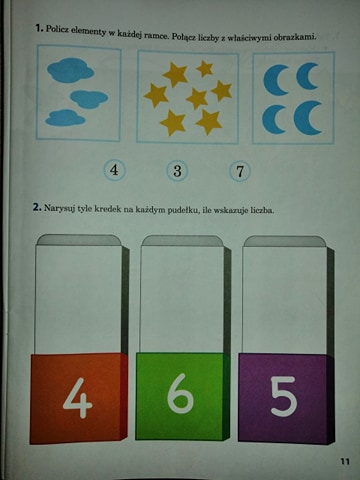 1. Policz elementy w każdej ramce. Połącz liczby z właściwymi obrazkami.
4 3 7
2. Narysuj tyle kredek na każdym pudełku, ile wskazuje liczba.
4 6 5
11